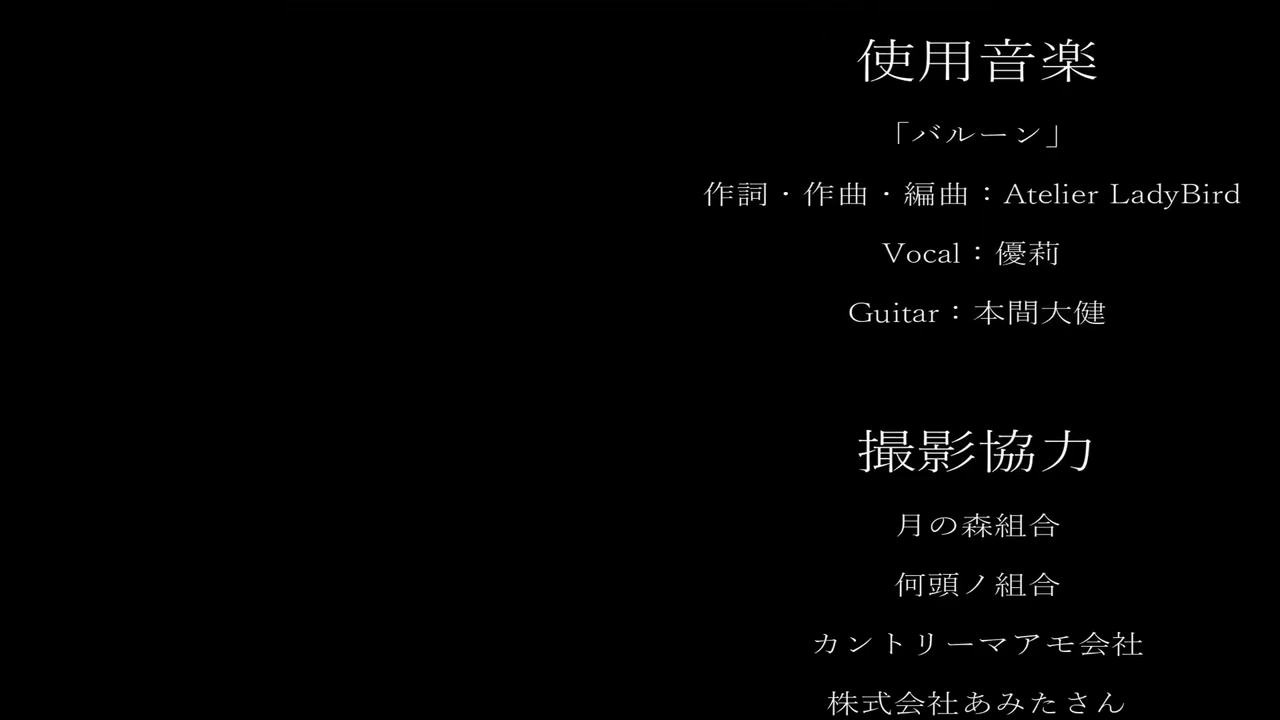 使用音楽
「バルーン」
作詞・作曲・編曲：Atelier LadyBird
Vocal：優莉
Guitar：本間大健
撮影協力
月の森組合
何頭ノ組合
カントリーマアモ会社
株式会社あみたさん